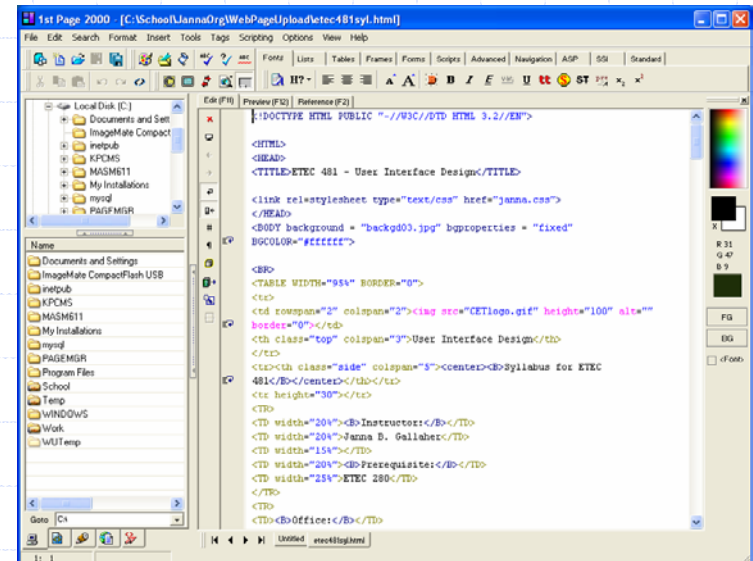 1st Page 2000 - [C:\School\JannaOrg\WebPageUpload\etec481syl.html]
File Edit Search Format Insert Tools Tags Scripting Options View Help
Fonts Lists Tables Frames Forms Scripts Advanced Navigation ASP SSI Standard
H?- A A B I E U tt S ST x₂ x²
Local Disk (C:)
Documents and Sett
ImageMate Compact
inetpub
KPCMS
MASM611
My Installations
mysql
PAGEMGR
Name
Documents and Settings
ImageMate CompactFlash USB
inetpub
KPCMS
MASM611
My Installations
mysql
PAGEMGR
Program Files
School
Temp
WINDOWS
Work
WUTemp
Goto C:\
1: 1
Edit (F11) Preview (F12) Reference (F2)
<!DOCTYPE HTML PUBLIC "-//W3C//DTD HTML 3.2//EN">
<HTML>
<HEAD>
<TITLE>ETEC 481 - User Interface Design</TITLE>
<link rel=stylesheet type="text/css" href="janna.css">
</HEAD>
<BODY background = "backgd03.jpg" bgproperties = "fixed"
BGCOLOR="#ffffff">
<BR>
<TABLE WIDTH="95%" BORDER="0">
<tr>
<td rowspan="2" colspan="2"><img src="CETlogo.gif" height="100" alt=""
border="0"></td>
<th class="top" colspan="3">User Interface Design</th>
</tr>
<tr><th class="side" colspan="5"><center><B>Syllabus for ETEC
481</B></center></th></tr>
<tr height="30"></tr>
<TR>
<TD width="20%"><B>Instructor:</B></TD>
<TD width="20%">Janna B. Gallaher</TD>
<TD width="15%"></TD>
<TD width="20%"><B>Prerequisite:</B></TD>
<TD width="25%">ETEC 280</TD>
</TR>
<TR>
<TD><B>Office:</B></TD>
Untitled etec481syl.html
X
R 31
G 47
B 9
FG
BG
<Font>